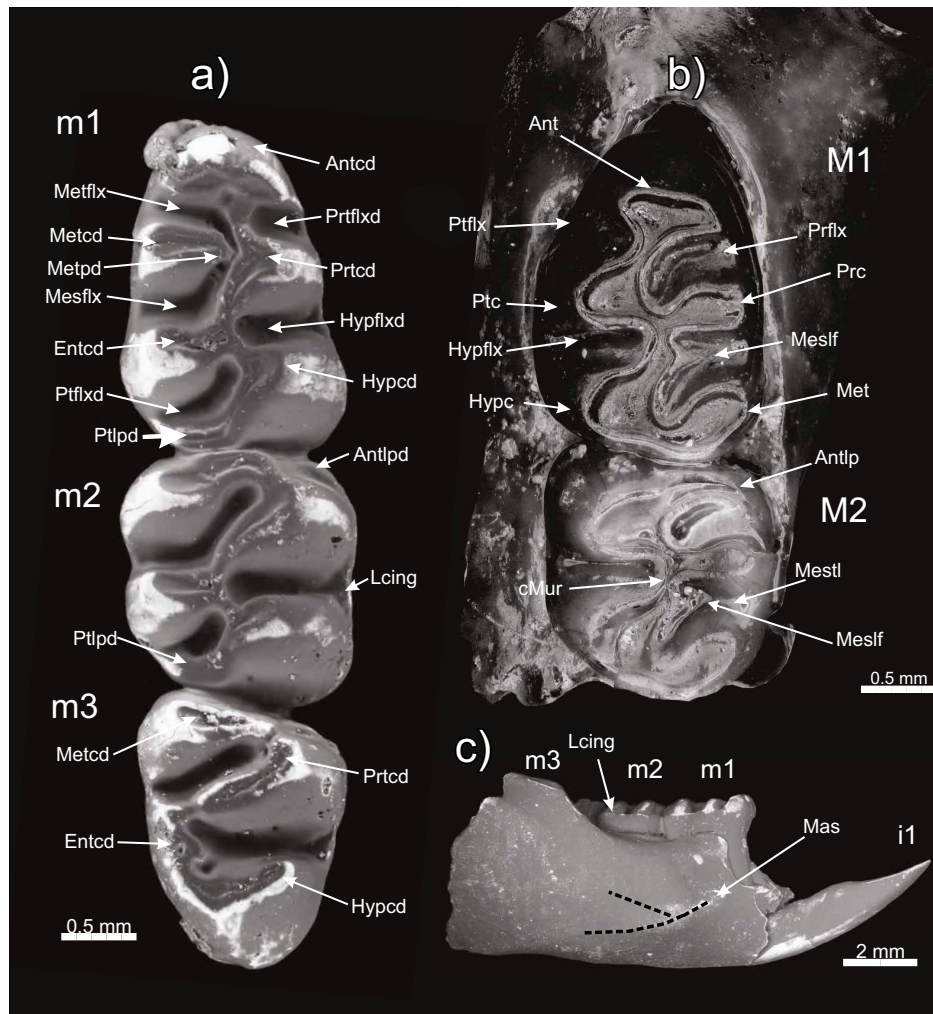 a)
m1
Antcd
Metflx
Prtflxd
Metcd
Metpd
Prtcd
Mesflx
Hypflxd
Entcd
Hypcd
Ptflxd
Ptlpd
Antlpd
m2
Lcing
Ptlpd
m3
Metcd
Prtcd
Entcd
Hypcd
0.5 mm
b)
Ant
M1
Ptflx
Prflx
Ptc
Prc
Hypflx
Meslf
Hypc
Met
Antlp
M2
cMur
Mestl
Meslf
0.5 mm
c)
Lcing
m3
m2
m1
Mas
i1
2 mm